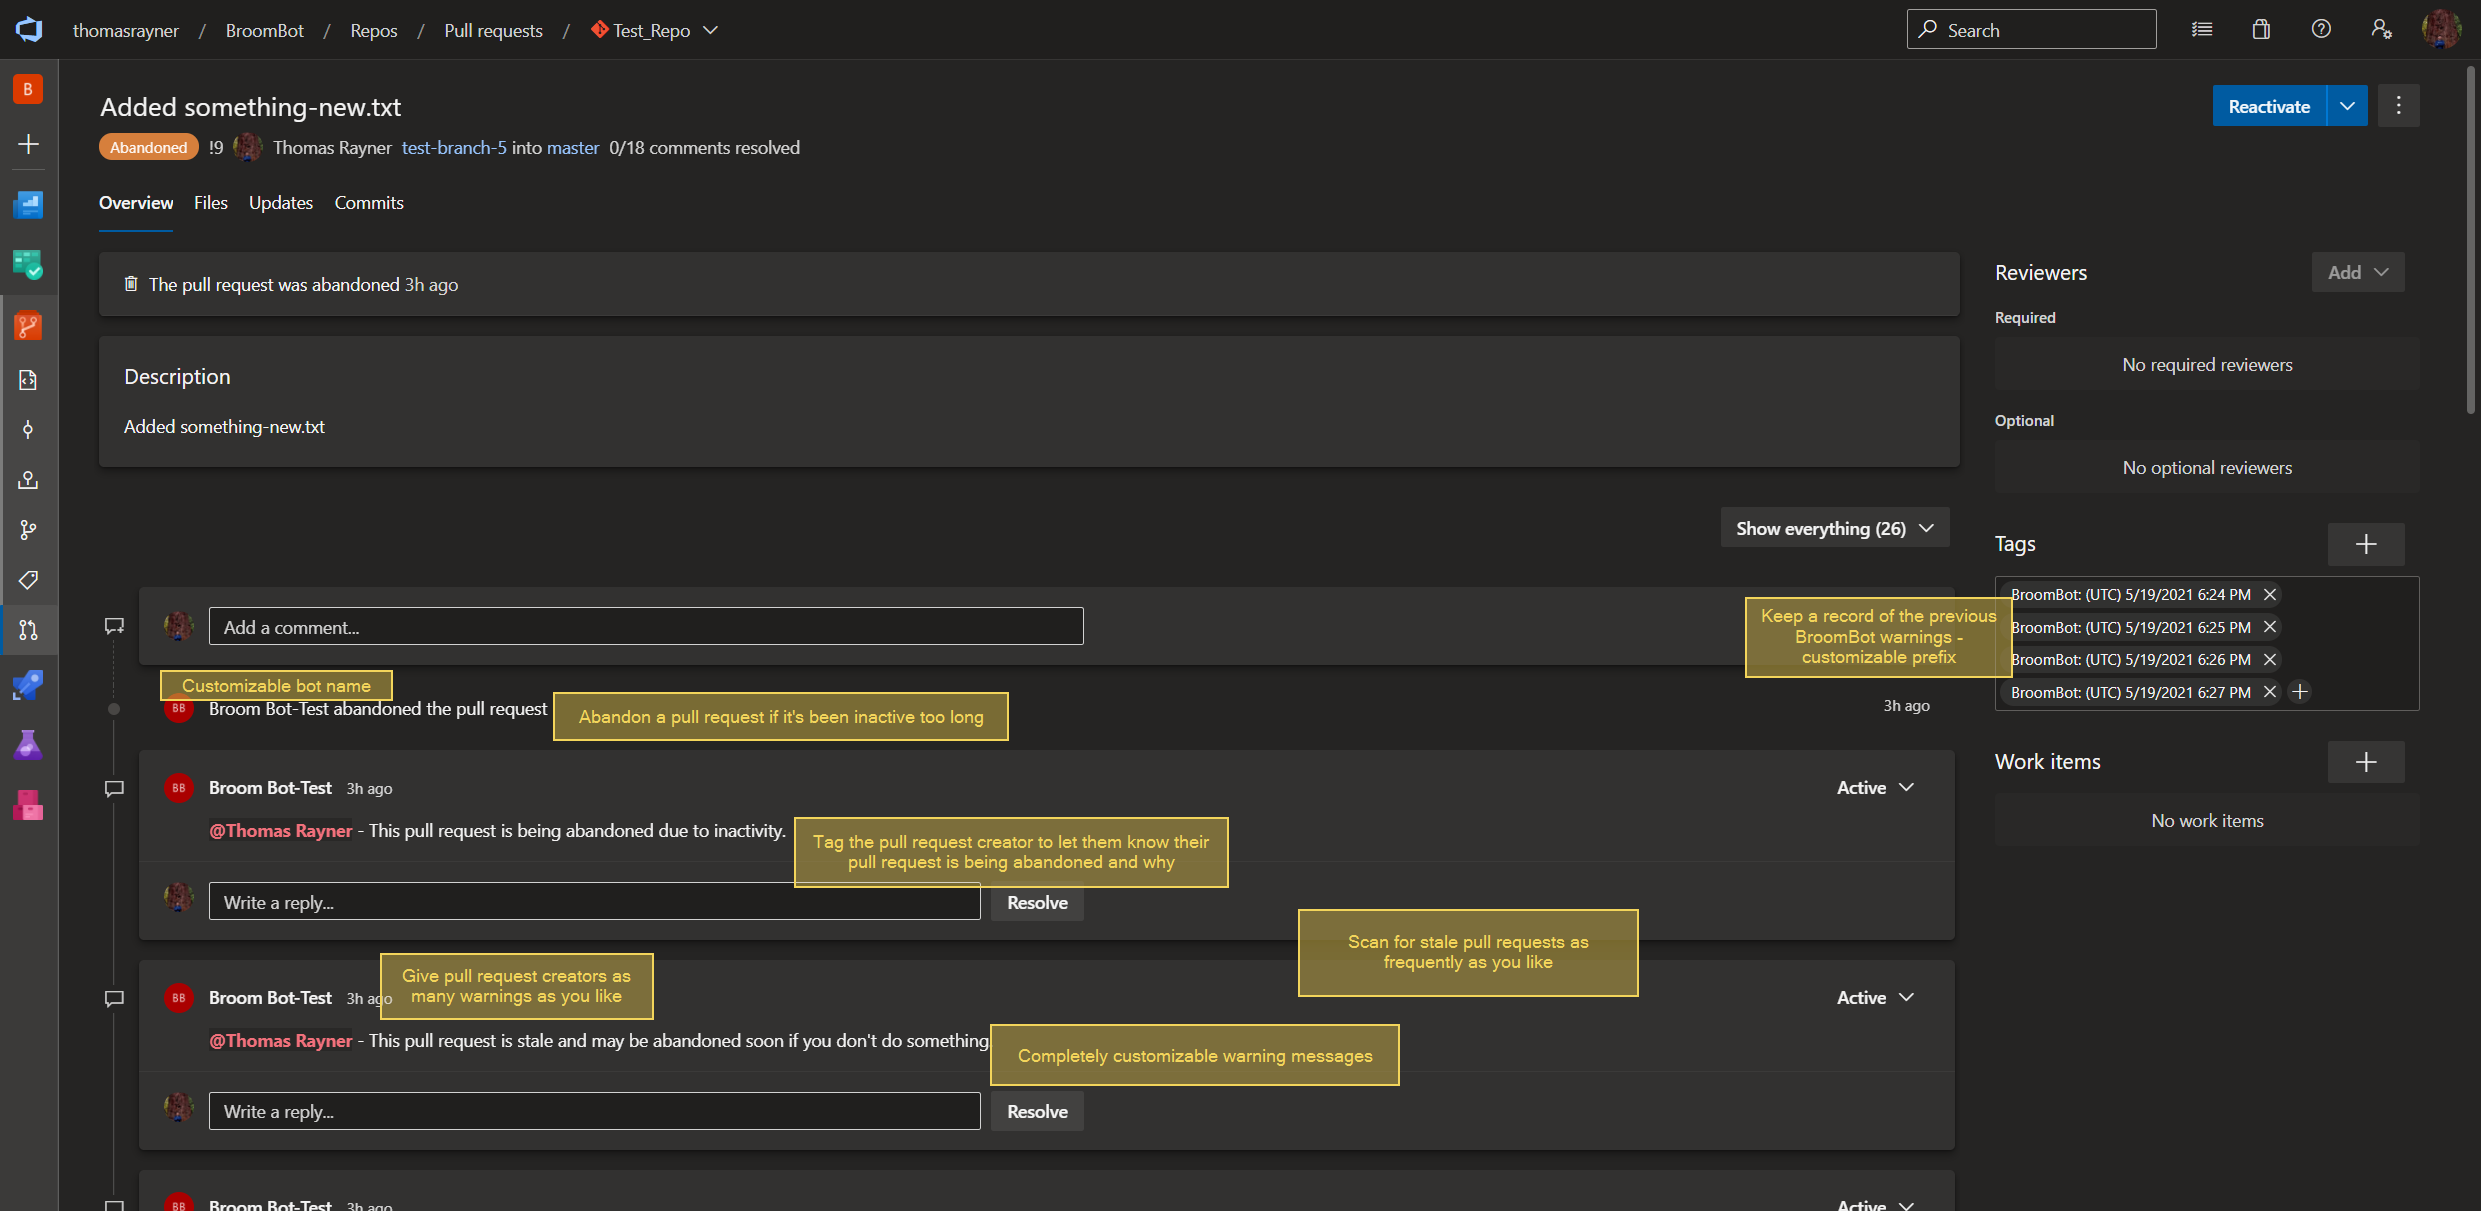 thomasrayner / BroomBot / Repos / Pull requests / Test_Repo
Search
B
Added something-new.txt
Reactivate
Abandoned !9 Thomas Rayner test-branch-5 into master 0/18 comments resolved
Overview Files Updates Commits
The pull request was abandoned 3h ago
Description
Added something-new.txt
Show everything (26)
Add a comment...
Customizable bot name
BB Broom Bot-Test abandoned the pull request
Abandon a pull request if it's been inactive too long
3h ago
BB Broom Bot-Test 3h ago
Active
@Thomas Rayner - This pull request is being abandoned due to inactivity.
Tag the pull request creator to let them know their
pull request is being abandoned and why
Write a reply...
Resolve
Scan for stale pull requests as
frequently as you like
Give pull request creators as
many warnings as you like
BB Broom Bot-Test 3h ago
Active
@Thomas Rayner - This pull request is stale and may be abandoned soon if you don't do something.
Completely customizable warning messages
Write a reply...
Resolve
BB Broom Bot-Test 3h ago
Active
Reviewers
Add
Required
No required reviewers
Optional
No optional reviewers
Tags
Keep a record of the previous
BroomBot warnings -
customizable prefix
BroomBot: (UTC) 5/19/2021 6:24 PM
BroomBot: (UTC) 5/19/2021 6:25 PM
BroomBot: (UTC) 5/19/2021 6:26 PM
BroomBot: (UTC) 5/19/2021 6:27 PM
Work items
No work items